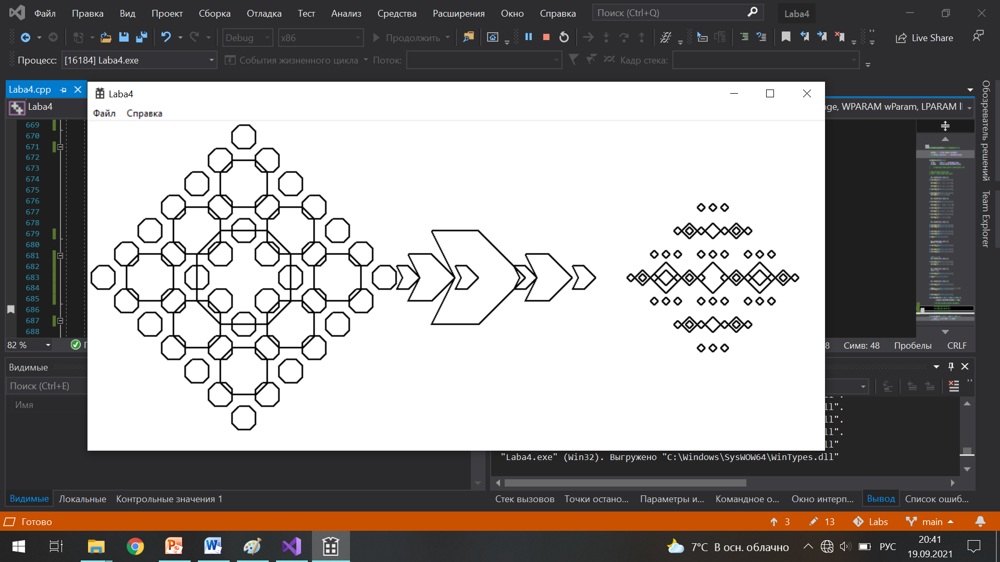 Файл Правка Вид Проект Сборка Отладка Тест Анализ Средства Расширения Окно Справка Поиск (Ctrl+Q) Laba4
Debug x86 Продолжить Live Share
Процесс: [16184] Laba4.exe События жизненного цикла Поток: Кадр стека:
Laba4.cpp
Laba4
Файл Справка
Laba4
ge, WPARAM wParam, LPARAM l
669
670
671
672
673
674
675
676
677
678
679
680
681
682
683
684
685
686
687
688
82 %
Симв: 48 Пробелы CRLF
Обозреватель решений
Team Explorer
Видимые
Поиск (Ctrl+E)
Имя
ll".
ll".
ll".
ll"
"Laba4.exe" (Win32). Выгружено "C:\Windows\SysWOW64\WinTypes.dll"
Видимые Локальные Контрольные значения 1
Стек вызовов Точки остано... Параметры и... Командное о... Окно интерп... Вывод Список ошиб...
Готово 3 13 Labs main
7°C В осн. облачно РУС 20:41
19.09.2021